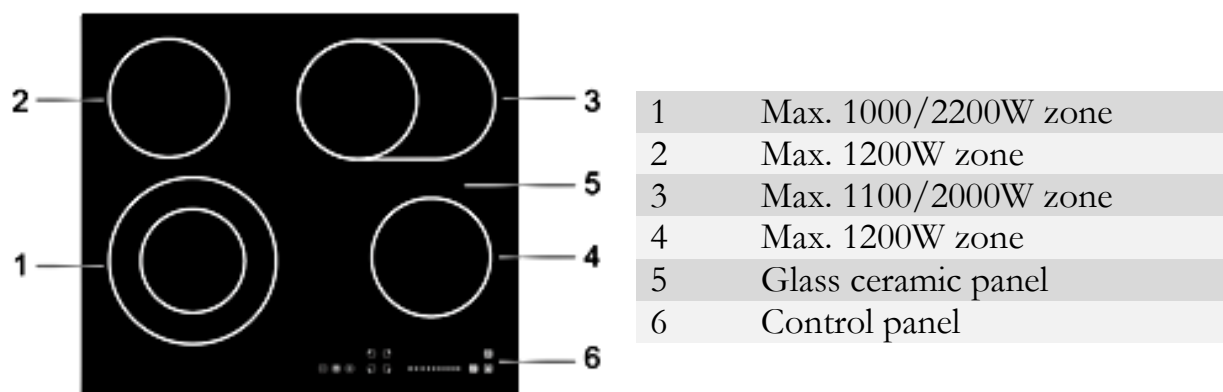 2
3
5
1
4
6
1 Max. 1000/2200W zone
2 Max. 1200W zone
3 Max. 1100/2000W zone
4 Max. 1200W zone
5 Glass ceramic panel
6 Control panel